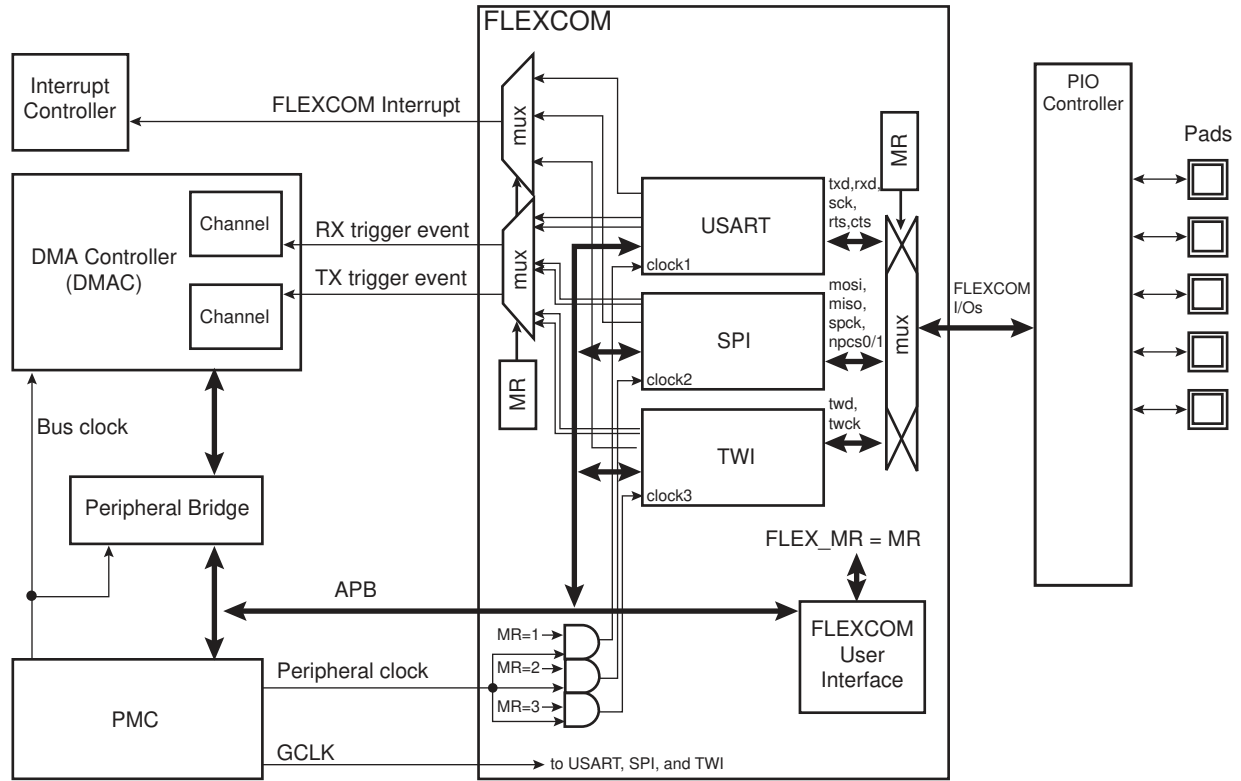 FLEXCOM
Interrupt
Controller
FLEXCOM Interrupt
mux
PIO
Controller
Pads
MR
DMA Controller
(DMAC)
Channel
Channel
RX trigger event
TX trigger event
mux
MR
USART
clock1
txd,rxd,
sck,
rts,cts
SPI
clock2
mosi,
miso,
spck,
npcs0/1
TWI
clock3
twd,
twck
mux
FLEXCOM
I/Os
Bus clock
Peripheral Bridge
APB
FLEX_MR = MR
FLEXCOM
User
Interface
MR=1
MR=2
MR=3
Peripheral clock
PMC
GCLK
to USART, SPI, and TWI